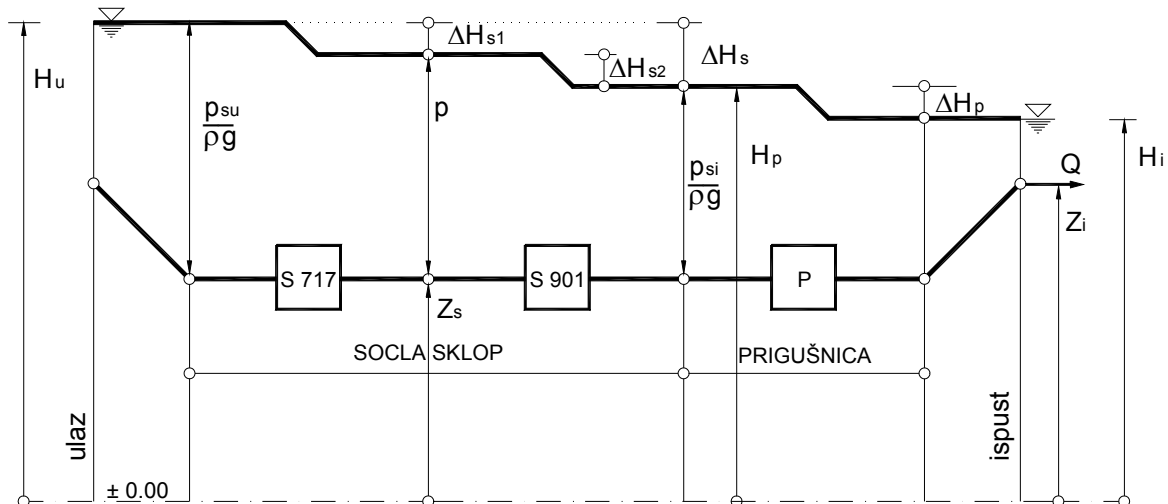 ΔHs1
ΔHs2
ΔHs
ΔHp
Hu
psu
ρg
p
psi
ρg
Hp
Hi
Q
Zi
S 717
S 901
P
Zs
SOCLA SKLOP
PRIGUŠNICA
ulaz
ispust
± 0.00